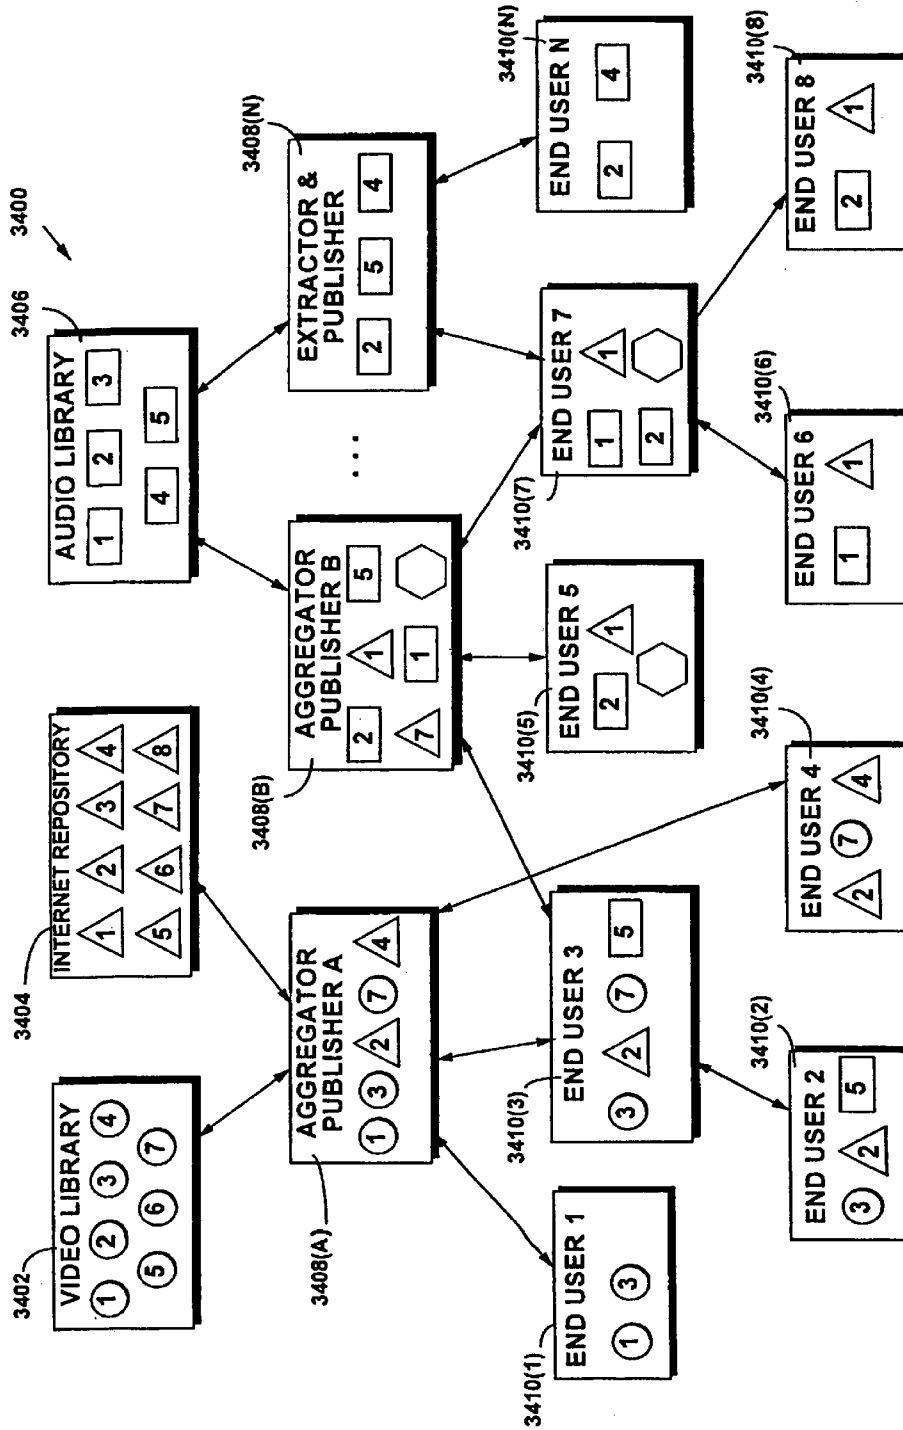 3400
3402
VIDEO LIBRARY
1 2 3 4
5 6 7
3404
INTERNET REPOSITORY
1 2 3 4
5 6 7 8
3406
AUDIO LIBRARY
1 2 3
4 5
3408(A)
AGGREGATOR
PUBLISHER A
1 3 2 7 4
3408(B)
AGGREGATOR
PUBLISHER B
2 1 5
7 1
...
3408(N)
EXTRACTOR &
PUBLISHER
2 5 4
3410(1)
END USER 1
1 3
3410(3)
END USER 3
3 2 7 5
3410(5)
END USER 5
2 1
3410(7)
END USER 7
1 1
2
3410(N)
END USER N
2 4
3410(2)
END USER 2
3 2 5
3410(4)
END USER 4
2 7 4
3410(6)
END USER 6
1 1
3410(8)
END USER 8
2 1